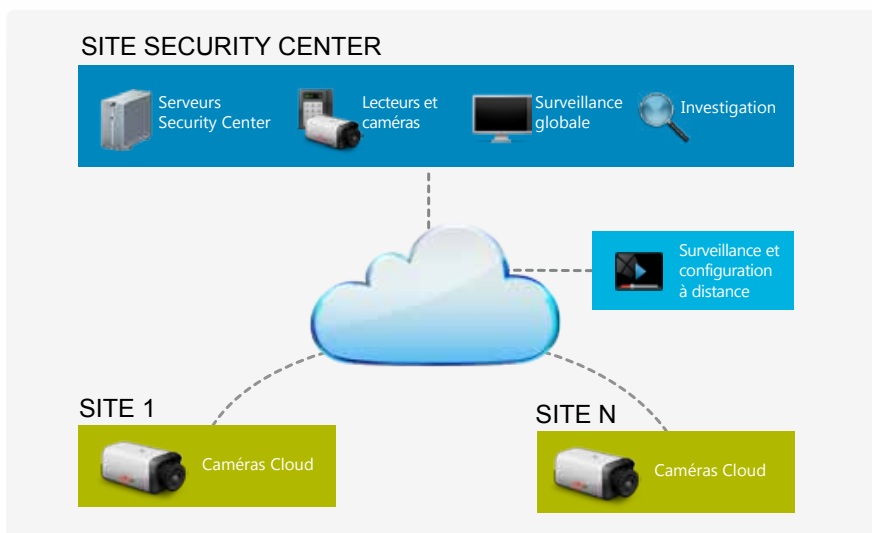 SITE SECURITY CENTER
Serveurs
Security Center
Lecteurs et
caméras
Surveillance
globale
Investigation
Surveillance et
configuration
à distance
SITE 1
Caméras Cloud
SITE N
Caméras Cloud